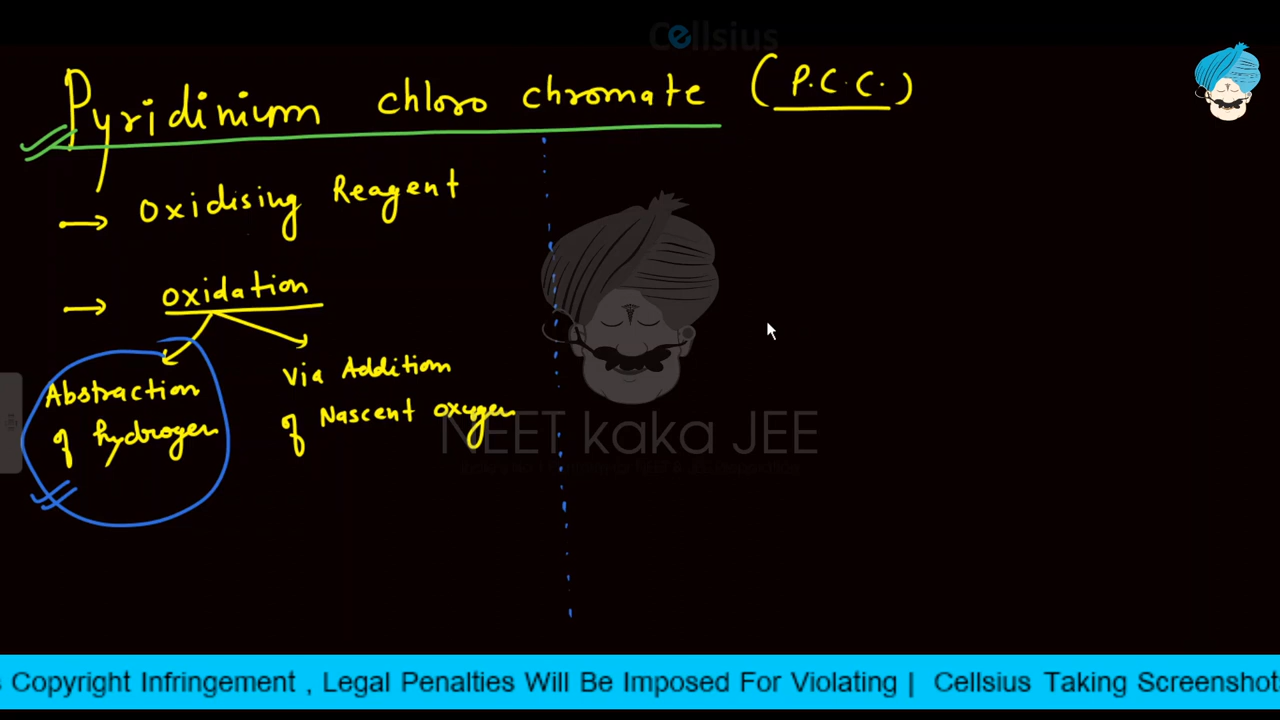 Cellsius
Pyridinium chloro chromate (P.C.C.)
→ Oxidising Reagent
→ Oxidation
Abstraction
of hydrogen
Via Addition
of Nascent oxygen
NEET kaka JEE
s Copyright Infringement , Legal Penalties Will Be Imposed For Violating | Cellsius Taking Screenshot